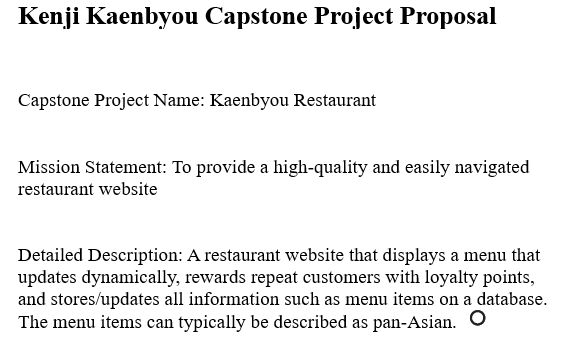 Kenji Kaenbyou Capstone Project Proposal
Capstone Project Name: Kaenbyou Restaurant
Mission Statement: To provide a high-quality and easily navigated
restaurant website
Detailed Description: A restaurant website that displays a menu that
updates dynamically, rewards repeat customers with loyalty points,
and stores/updates all information such as menu items on a database.
The menu items can typically be described as pan-Asian.